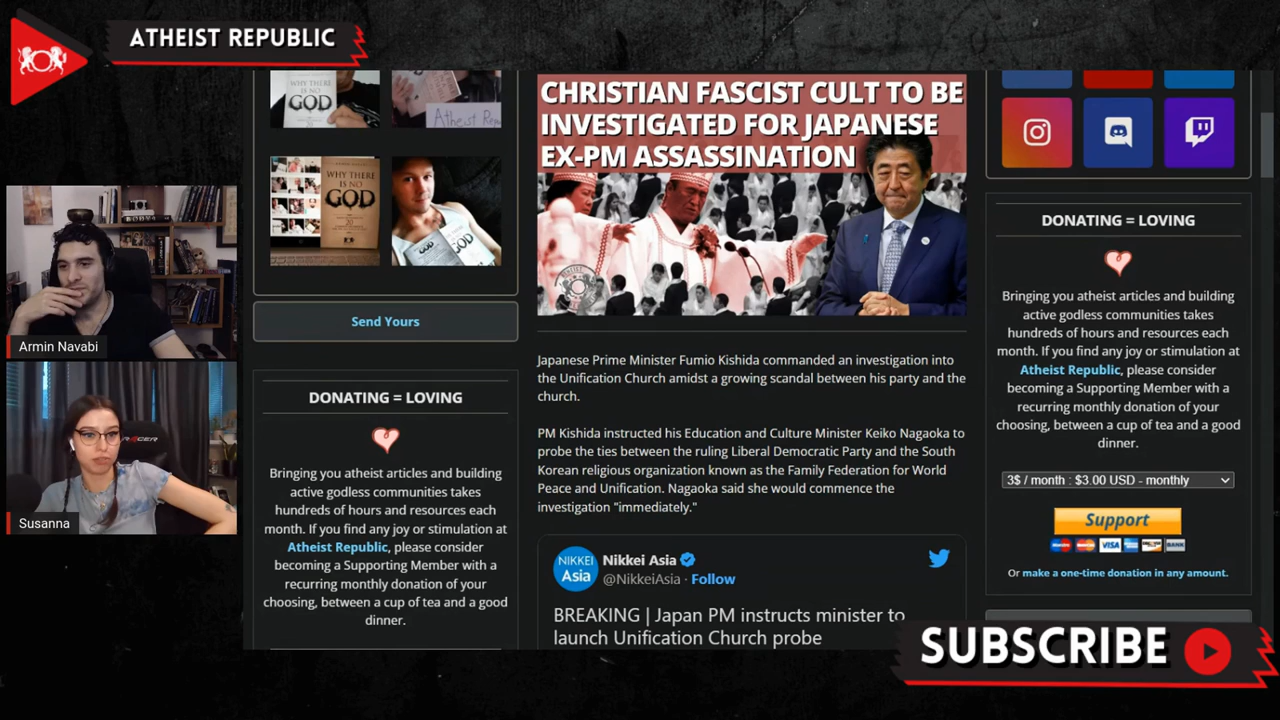 ATHEIST REPUBLIC
WHY THERE
IS NO
GOD
WHY THERE
IS NO
GOD
GOD
GOD
Send Yours
DONATING = LOVING
Bringing you atheist articles and building
active godless communities takes
hundreds of hours and resources each
month. If you find any joy or stimulation at
Atheist Republic, please consider
becoming a Supporting Member with a
recurring monthly donation of your
choosing, between a cup of tea and a good
dinner.
Armin Navabi
Susanna
CHRISTIAN FASCIST CULT TO BE
INVESTIGATED FOR JAPANESE
EX-PM ASSASSINATION
Japanese Prime Minister Fumio Kishida commanded an investigation into
the Unification Church amidst a growing scandal between his party and the
church.
PM Kishida instructed his Education and Culture Minister Keiko Nagaoka to
probe the ties between the ruling Liberal Democratic Party and the South
Korean religious organization known as the Family Federation for World
Peace and Unification. Nagaoka said she would commence the
investigation "immediately."
NIKKEI
Asia
Nikkei Asia
@NikkeiAsia · Follow
BREAKING | Japan PM instructs minister to
launch Unification Church probe
DONATING = LOVING
Bringing you atheist articles and building
active godless communities takes
hundreds of hours and resources each
month. If you find any joy or stimulation at
Atheist Republic, please consider
becoming a Supporting Member with a
recurring monthly donation of your
choosing, between a cup of tea and a good
dinner.
3$ / month : $3.00 USD - monthly
Support
VISA
BANK
Or make a one-time donation in any amount.
SUBSCRIBE